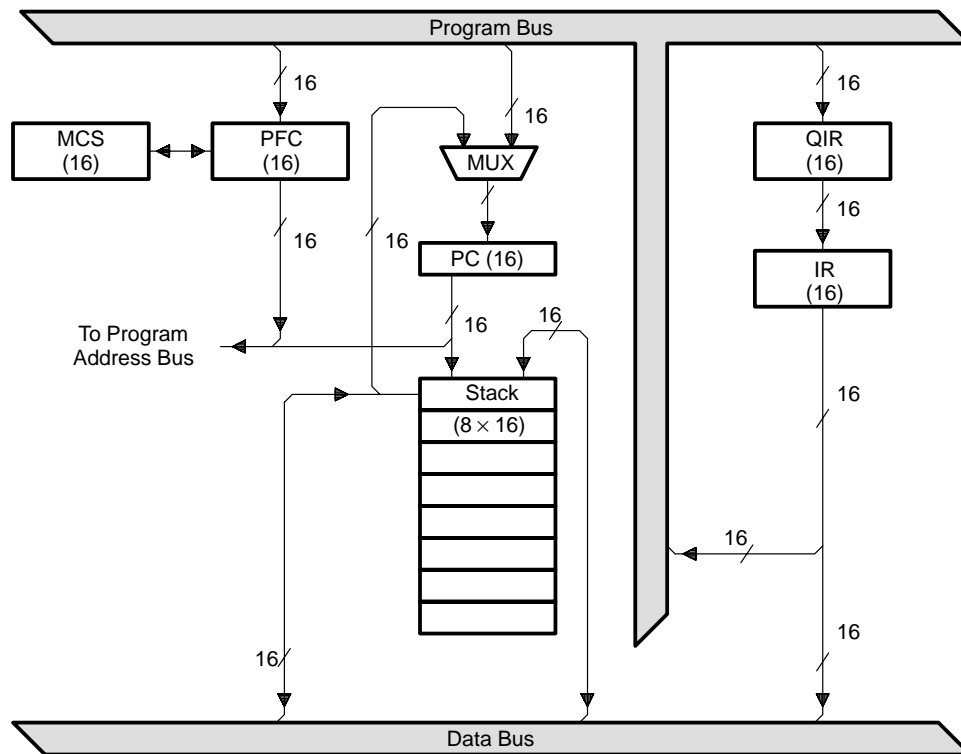 Program Bus
16
16
16
MCS
(16)
PFC
(16)
MUX
QIR
(16)
16
16
16
PC (16)
IR
(16)
16
16
To Program
Address Bus
Stack
(8 × 16)
16
16
16
16
Data Bus